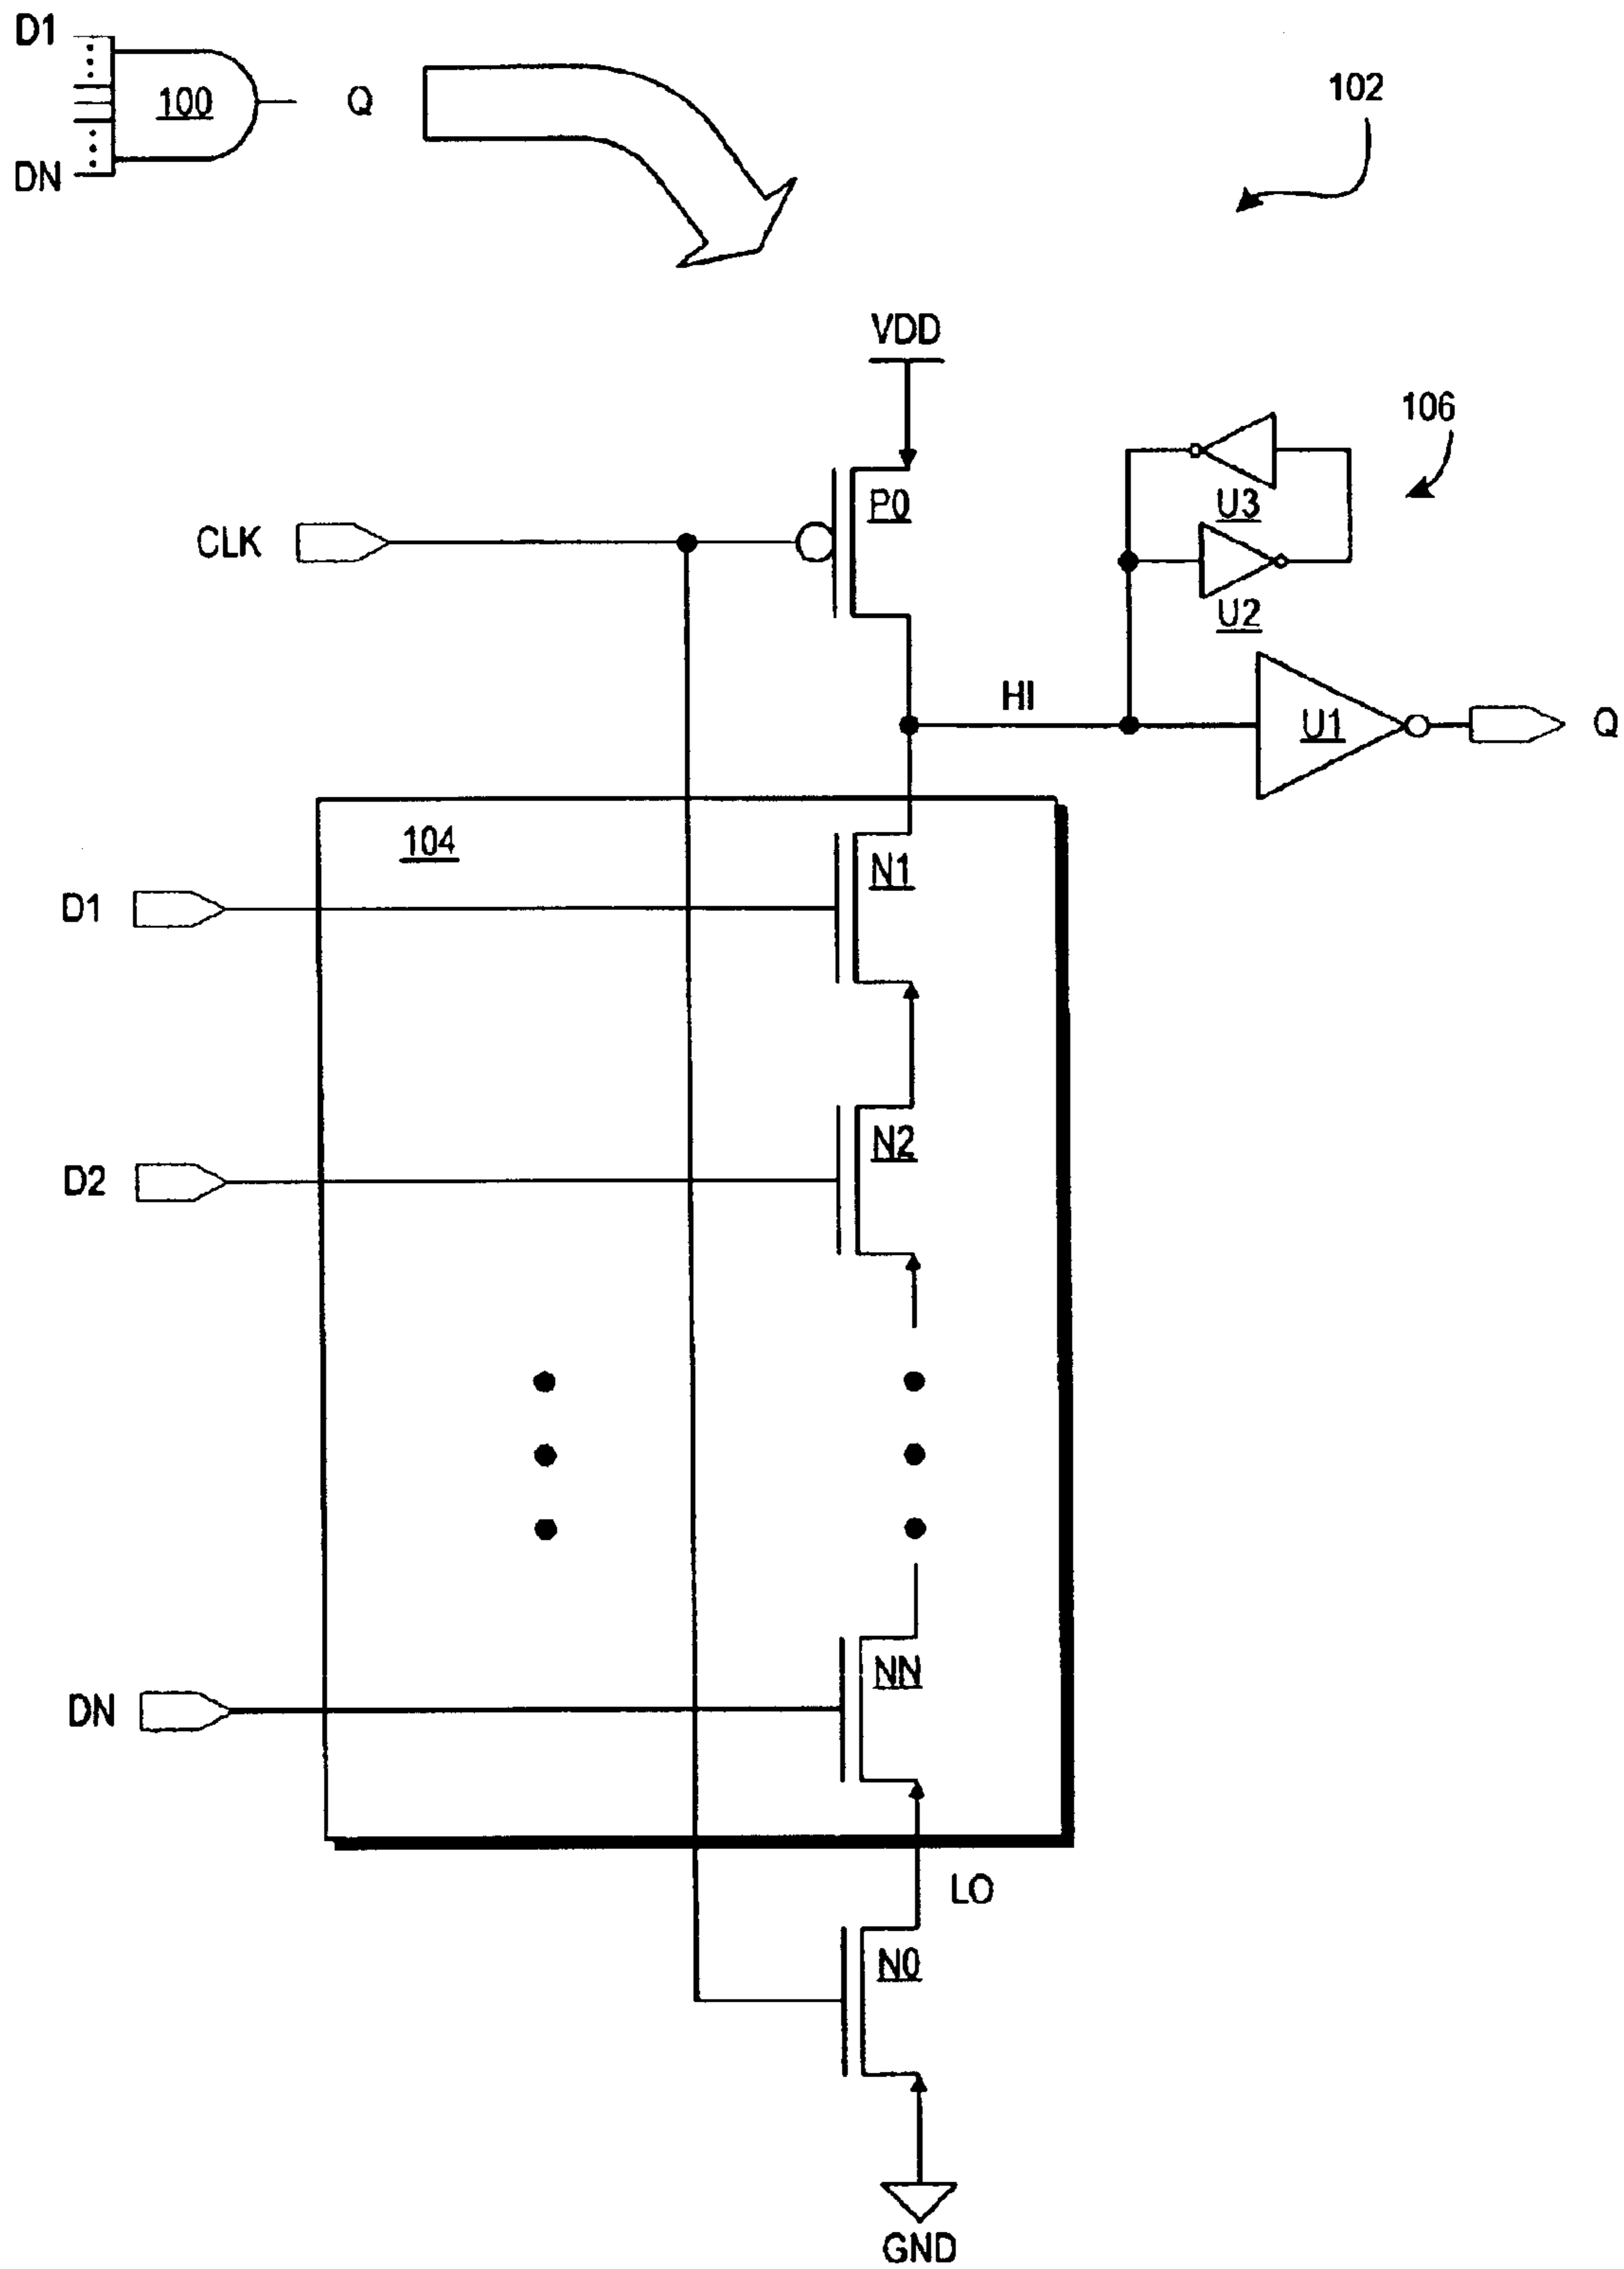 D1
100
Q
DN
102
VDD
106
P0
U3
CLK
U2
HI
U1
Q
104
N1
D1
N2
D2
NN
DN
LO
N0
GND